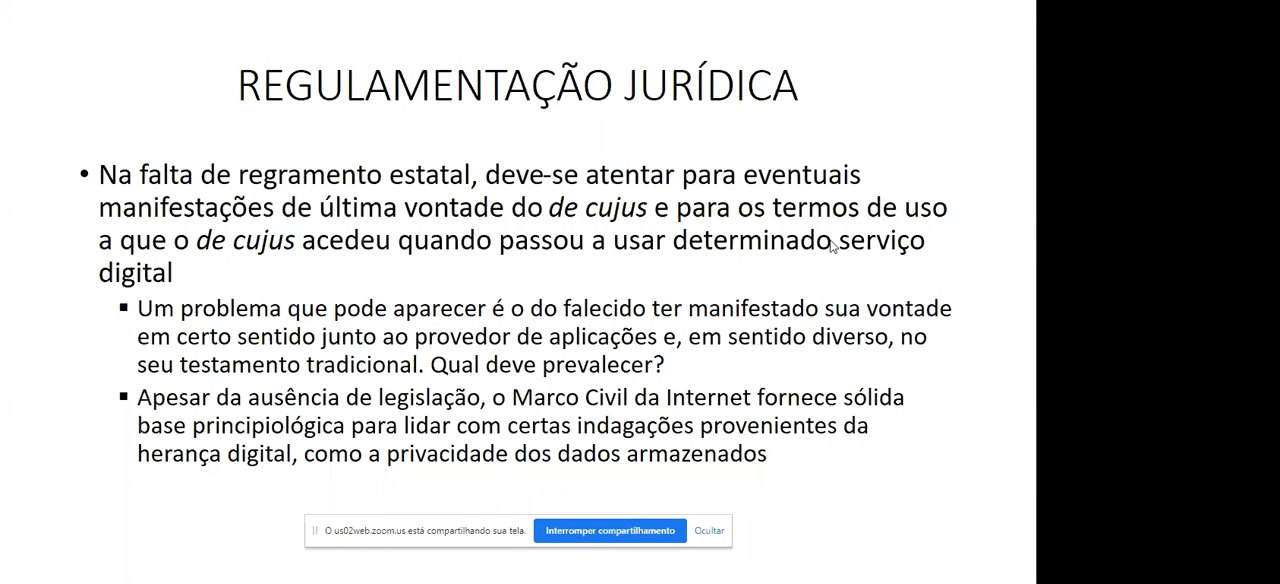 REGULAMENTAÇÃO JURÍDICA
• Na falta de regramento estatal, deve-se atentar para eventuais
manifestações de última vontade do de cujus e para os termos de uso
a que o de cujus acedeu quando passou a usar determinado serviço
digital
▪ Um problema que pode aparecer é o do falecido ter manifestado sua vontade
em certo sentido junto ao provedor de aplicações e, em sentido diverso, no
seu testamento tradicional. Qual deve prevalecer?
▪ Apesar da ausência de legislação, o Marco Civil da Internet fornece sólida
base principiológica para lidar com certas indagações provenientes da
herança digital, como a privacidade dos dados armazenados
O us02web.zoom.us está compartilhando sua tela. Interromper compartilhamento Ocultar